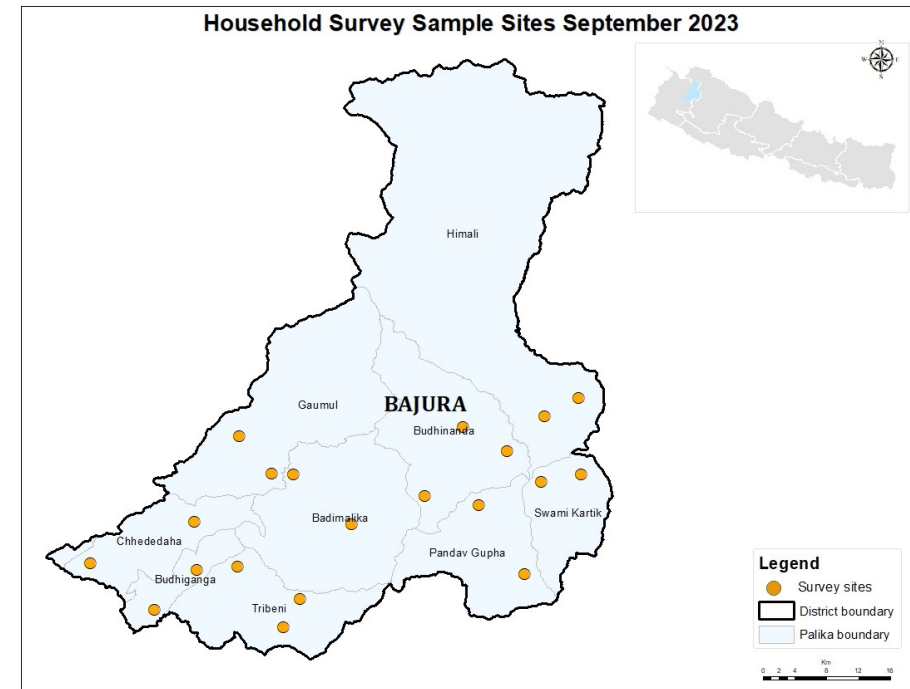 Household Survey Sample Sites September 2023
N
W E
S
Himali
Gaumul
BAJURA
Budhinanda
Badimalika
Swami Kartik
Chhededaha
Pandav Gupha
Budhiganga
Tribeni
Legend
Survey sites
District boundary
Palika boundary
Km
0 2 4 8 12 16